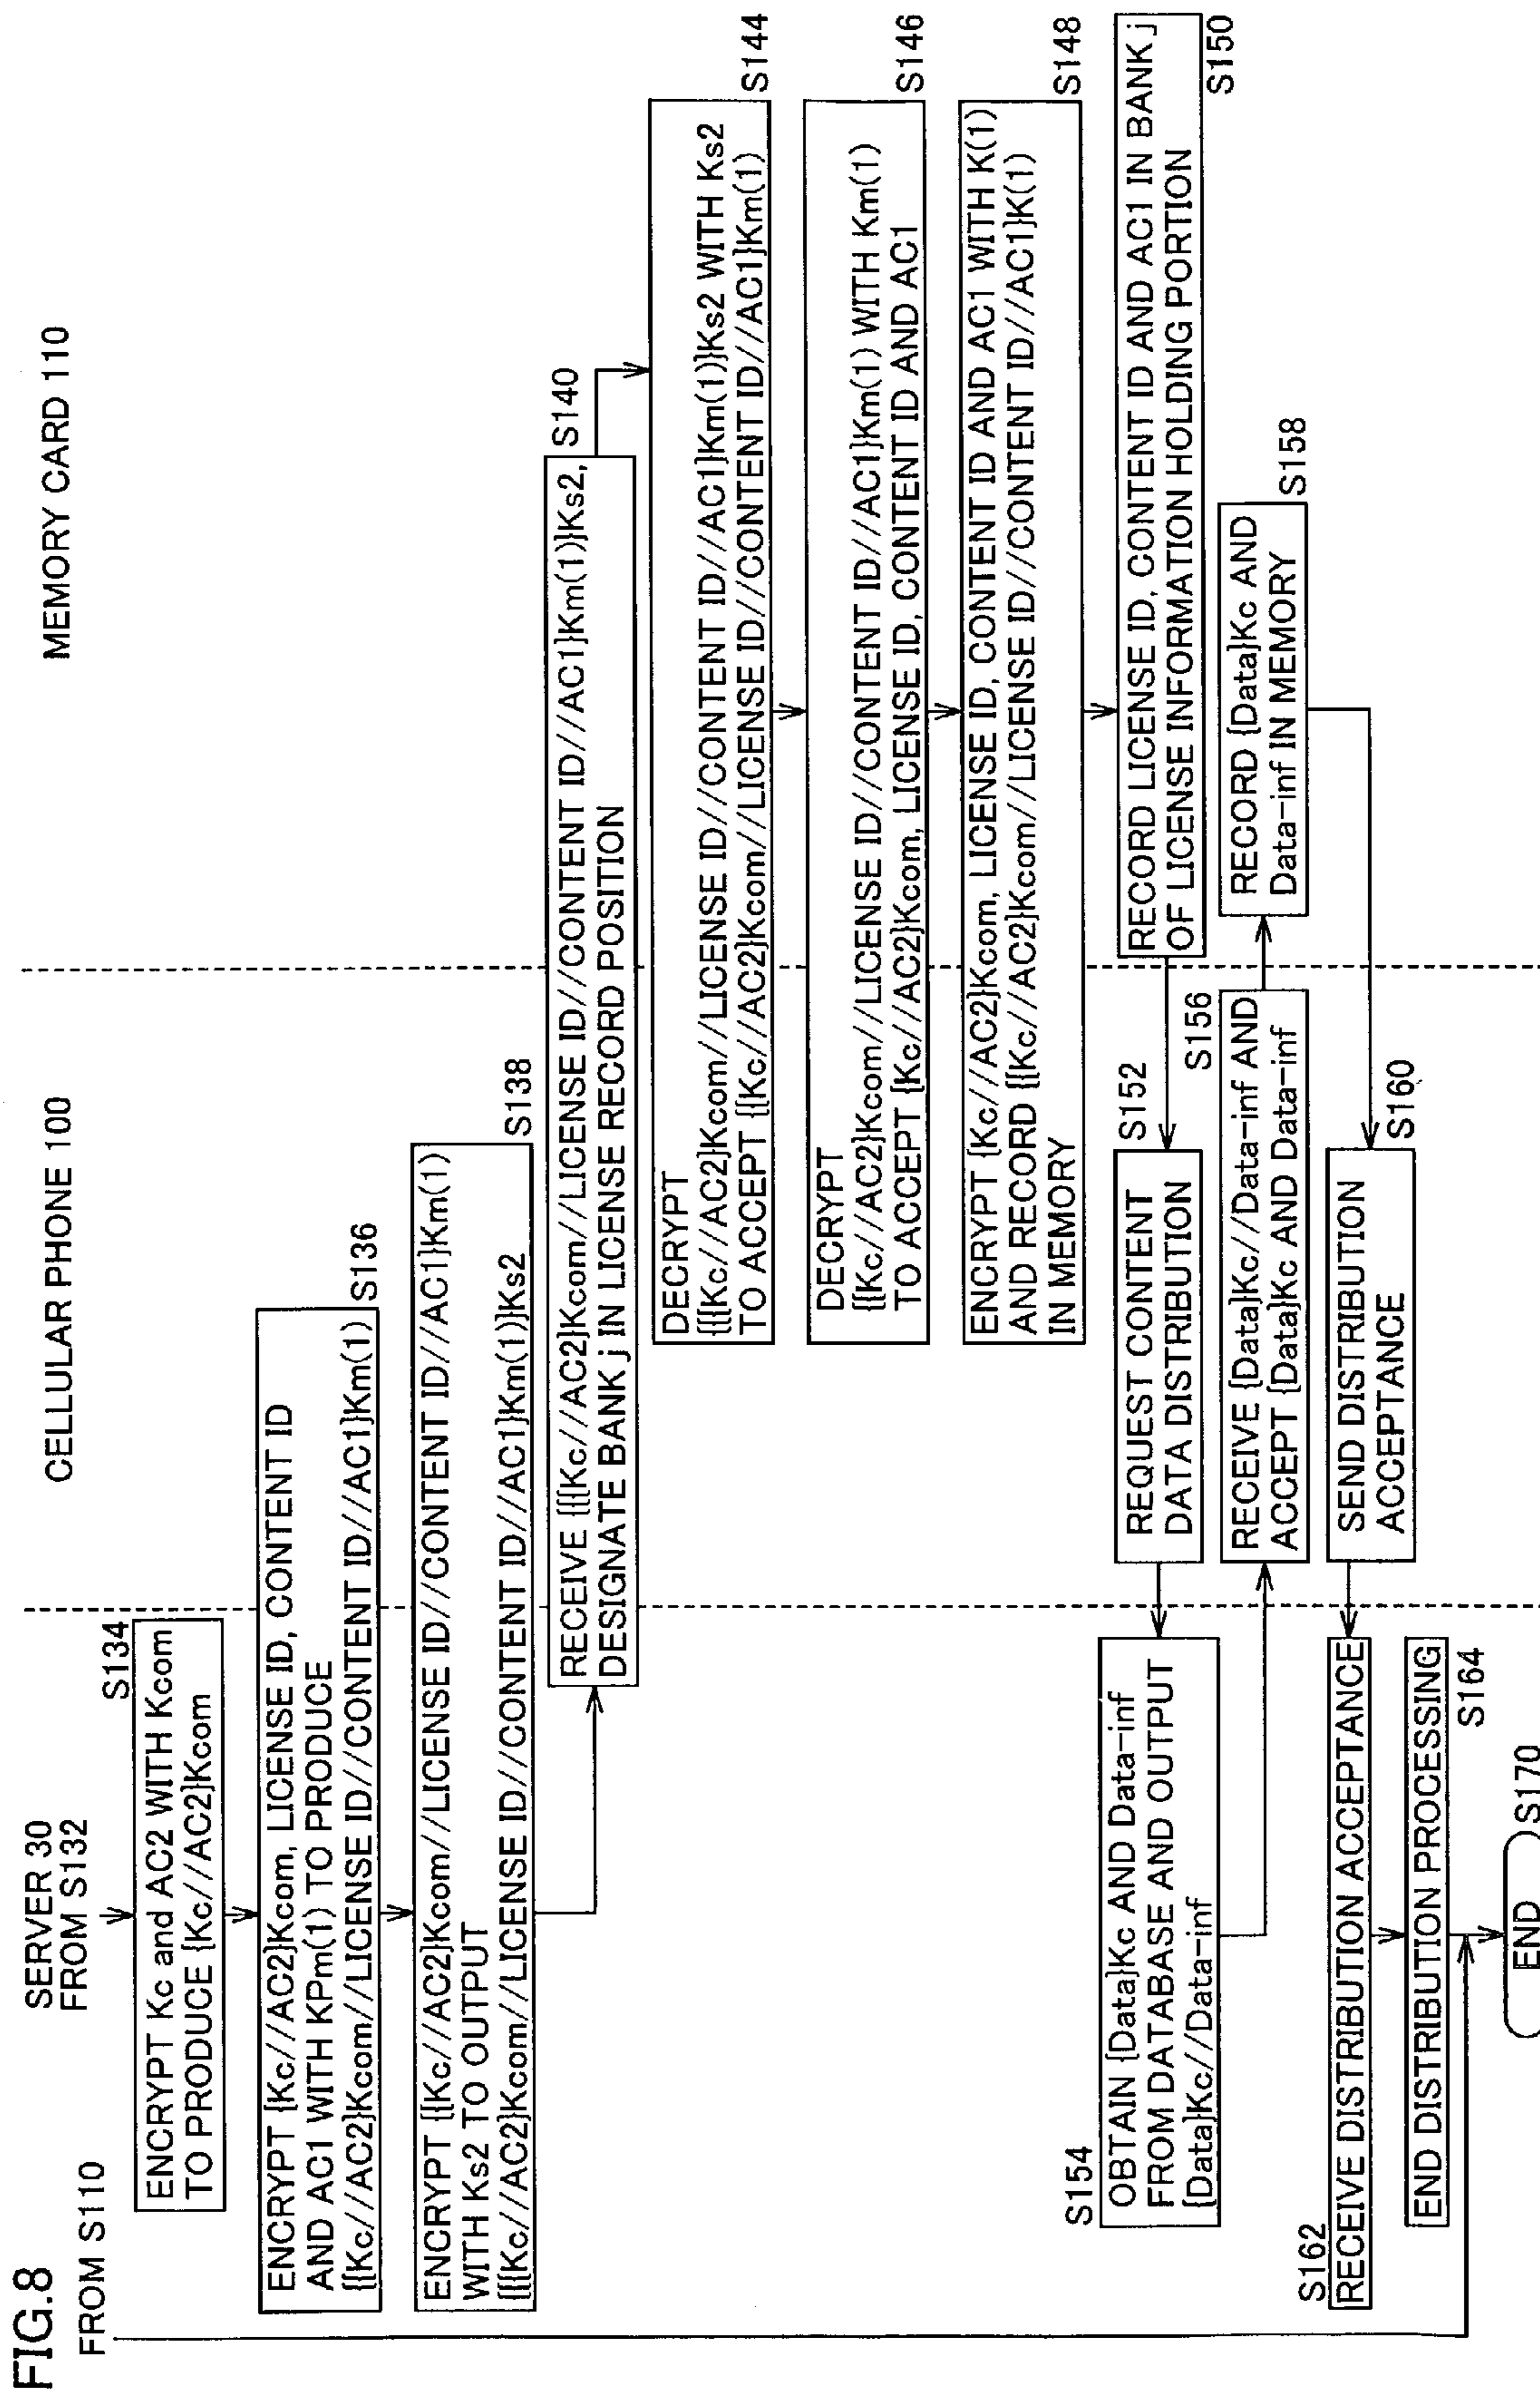 FIG.8
SERVER 30
CELLULAR PHONE 100
MEMORY CARD 110
FROM S110
FROM S132
S134
ENCRYPT Kc and AC2 WITH Kcom
TO PRODUCE {Kc//AC2}Kcom
S136
ENCRYPT {Kc//AC2}Kcom, LICENSE ID, CONTENT ID
AND AC1 WITH KPm(1) TO PRODUCE
{{Kc//AC2}Kcom//LICENSE ID//CONTENT ID//AC1}Km(1)
S138
ENCRYPT {{Kc//AC2}Kcom//LICENSE ID//CONTENT ID//AC1}Km(1)
WITH Ks2 TO OUTPUT
{{{Kc//AC2}Kcom//LICENSE ID//CONTENT ID//AC1}Km(1)}Ks2
S140
RECEIVE {{{Kc//AC2}Kcom//LICENSE ID//CONTENT ID//AC1}Km(1)}Ks2,
DESIGNATE BANK j IN LICENSE RECORD POSITION
S144
DECRYPT
{{{Kc//AC2}Kcom//LICENSE ID//CONTENT ID//AC1}Km(1)}Ks2 WITH Ks2
TO ACCEPT {{Kc//AC2}Kcom//LICENSE ID//CONTENT ID//AC1}Km(1)
S146
DECRYPT
{{Kc//AC2}Kcom//LICENSE ID//CONTENT ID//AC1}Km(1) WITH Km(1)
TO ACCEPT {Kc//AC2}Kcom, LICENSE ID, CONTENT ID AND AC1
S148
ENCRYPT {Kc//AC2}Kcom, LICENSE ID, CONTENT ID AND AC1 WITH K(1)
AND RECORD {{Kc//AC2}Kcom//LICENSE ID//CONTENT ID//AC1}K(1)
IN MEMORY
RECORD LICENSE ID, CONTENT ID AND AC1 IN BANK j
OF LICENSE INFORMATION HOLDING PORTION
S150
S152
REQUEST CONTENT
DATA DISTRIBUTION
S154
OBTAIN {Data}Kc AND Data-inf
FROM DATABASE AND OUTPUT
{Data}Kc//Data-inf
S156
RECEIVE {Data}Kc//Data-inf AND
ACCEPT {Data}Kc AND Data-inf
RECORD {Data}Kc AND
Data-inf IN MEMORY
S158
SEND DISTRIBUTION
ACCEPTANCE
S160
S162
RECEIVE DISTRIBUTION ACCEPTANCE
END DISTRIBUTION PROCESSING
S164
END
S170